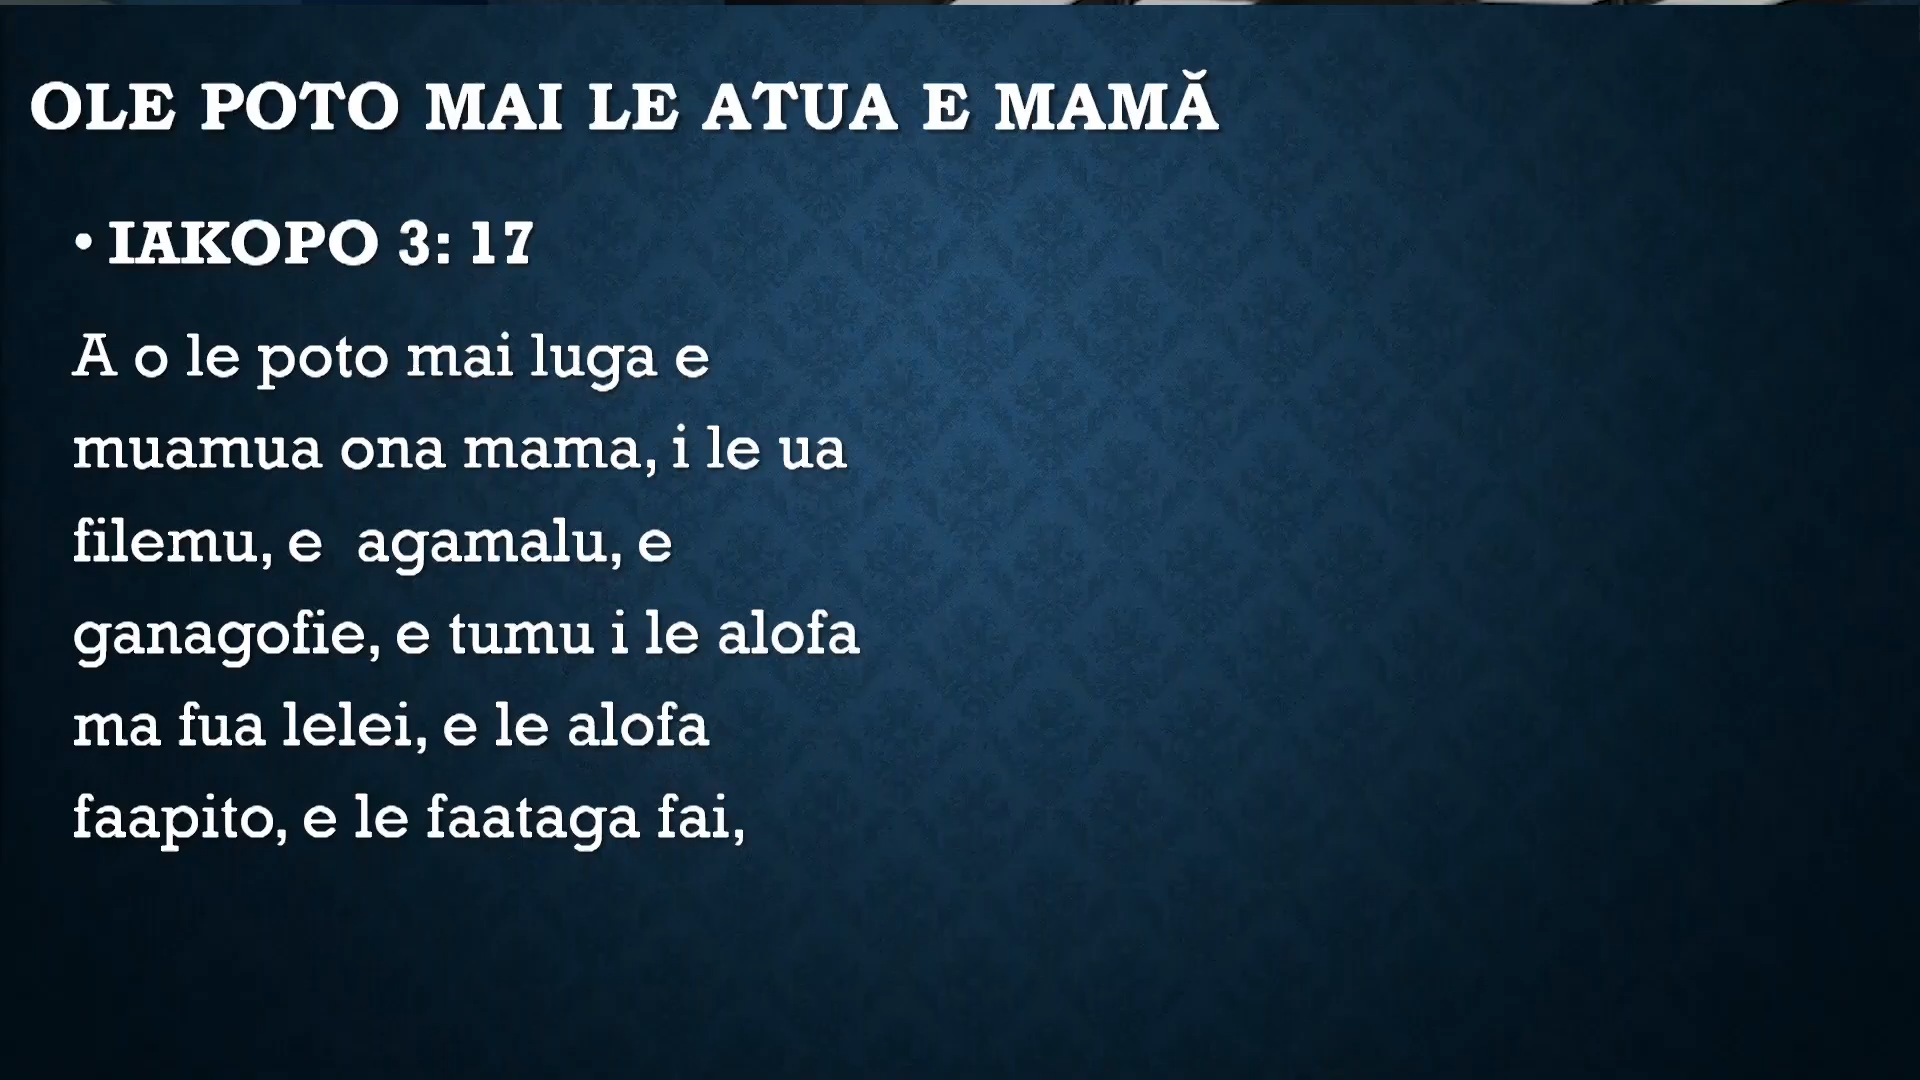 OLE POTO MAI LE ATUA E MAMĂ
• IAKOPO 3: 17
A o le poto mai luga e
muamua ona mama, i le ua
filemu, e  agamalu, e
ganagofie, e tumu i le alofa
ma fua lelei, e le alofa
faapito, e le faataga fai,